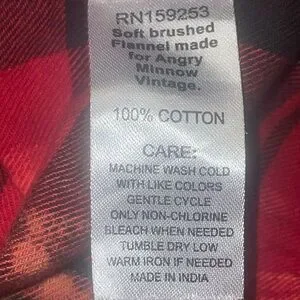 RN159253
Soft brushed
Flannel made
for Angry
Minnow
Vintage.
100% COTTON
CARE:
MACHINE WASH COLD
WITH LIKE COLORS
GENTLE CYCLE
ONLY NON-CHLORINE
BLEACH WHEN NEEDED
TUMBLE DRY LOW
WARM IRON IF NEEDED
MADE IN INDIA